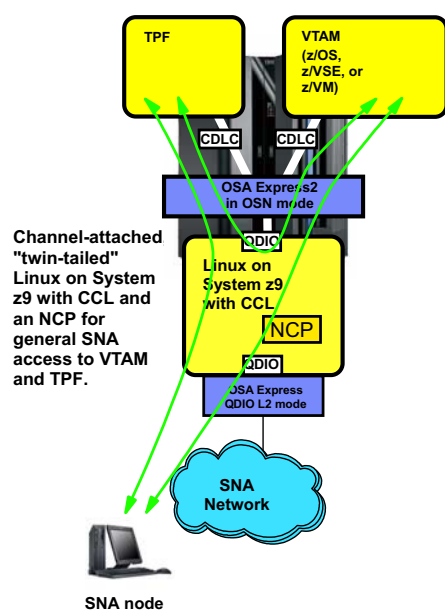 TPF
VTAM
(z/OS,
z/VSE, or
z/VM)
CDLC
CDLC
OSA Express2
in OSN mode
QDIO
Channel-attached
"twin-tailed"
Linux on System
z9 with CCL and
an NCP for
general SNA
access to VTAM
and TPF.
Linux on
System z9
with CCL
NCP
QDIO
OSA Express
QDIO L2 mode
SNA
Network
SNA node